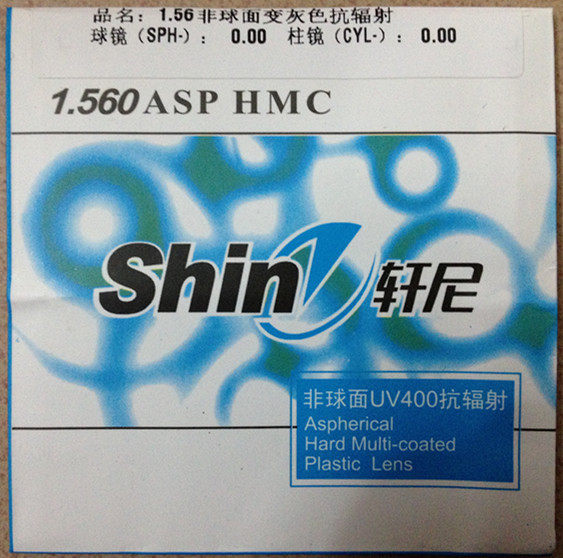 品名：1.56非球面变灰色抗辐射
球镜（SPH-）： 0.00 柱镜（CYL-）： 0.00
1.560 ASP HMC
Shin 轩尼
非球面UV400抗辐射
Aspherical
Hard Multi-coated
Plastic Lens